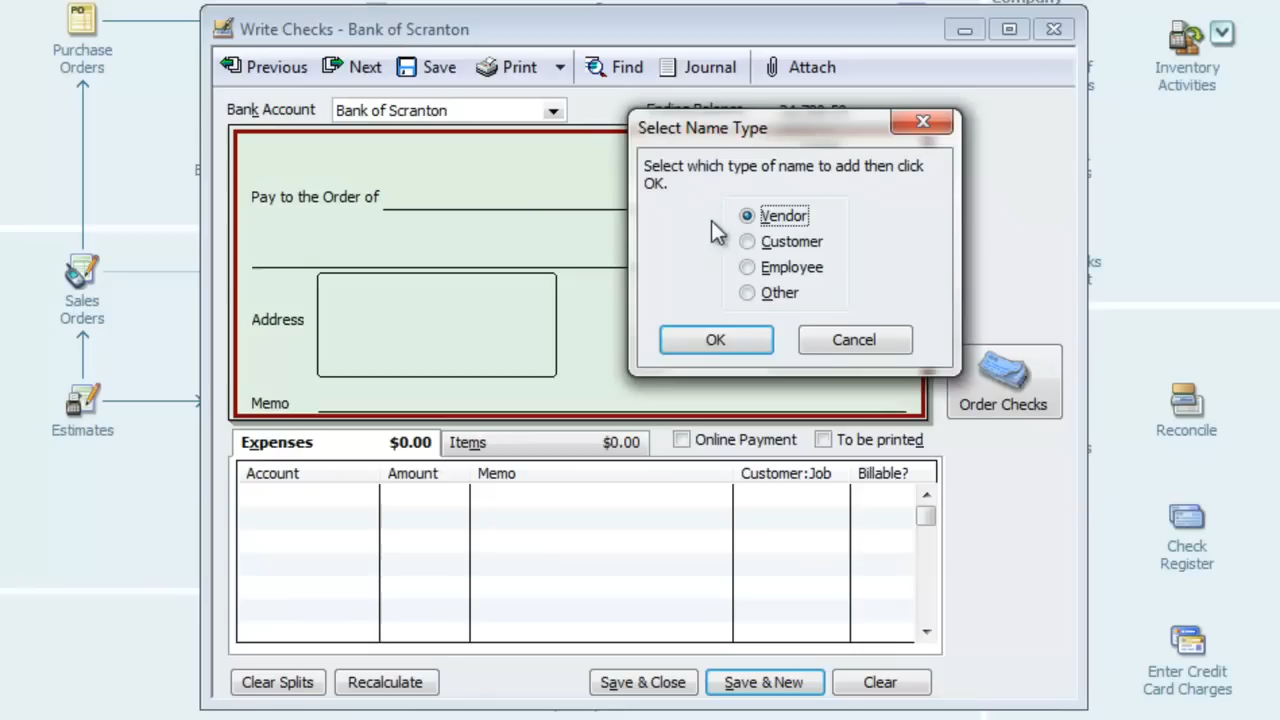 Company
PO
Purchase
Orders
Sales
Orders
Estimates
Write Checks - Bank of Scranton
Previous
Next
Save
Print
Find
Journal
Attach
Bank Account
Bank of Scranton
Pay to the Order of
Address
Memo
Select Name Type
Select which type of name to add then click
OK.
Vendor
Customer
Employee
Other
OK
Cancel
Order Checks
Expenses $0.00
Items $0.00
Online Payment
To be printed
Account Amount Memo Customer:Job Billable?
Clear Splits
Recalculate
Save & Close
Save & New
Clear
Inventory
Activities
Reconcile
Check
Register
Enter Credit
Card Charges